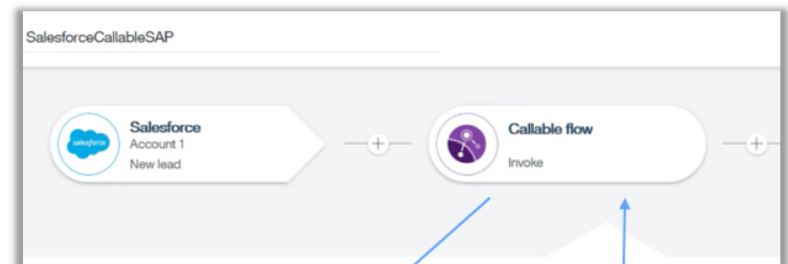 SalesforceCallableSAP
salesforce
Salesforce
Account 1
New lead
Callable flow
Invoke